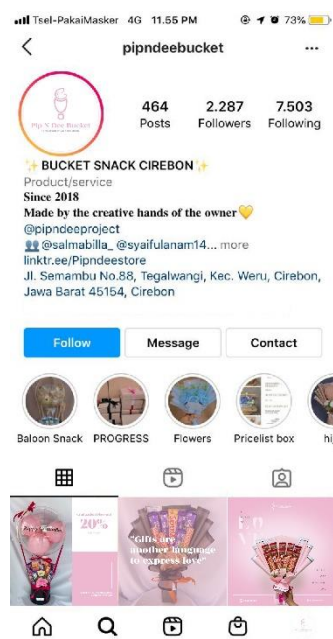 Tsel-PakaiMasker 4G 11.55 PM 73%
pipndeebucket
Pip N Dee Bucket
464 2.287 7.503
Posts Followers Following
✨ BUCKET SNACK CIREBON ✨
Product/service
Since 2018
Made by the creative hands of the owner💛
@pipndeeproject
👥 @salmabilla_ @syaifulanam14... more
linktr.ee/Pipndeestore
Jl. Semambu No.88, Tegalwangi, Kec. Weru, Cirebon,
Jawa Barat 45154, Cirebon
Follow Message Contact
Baloon Snack PROGRESS Flowers Pricelist box hi
20%
"Gifts are
another language
to express love"